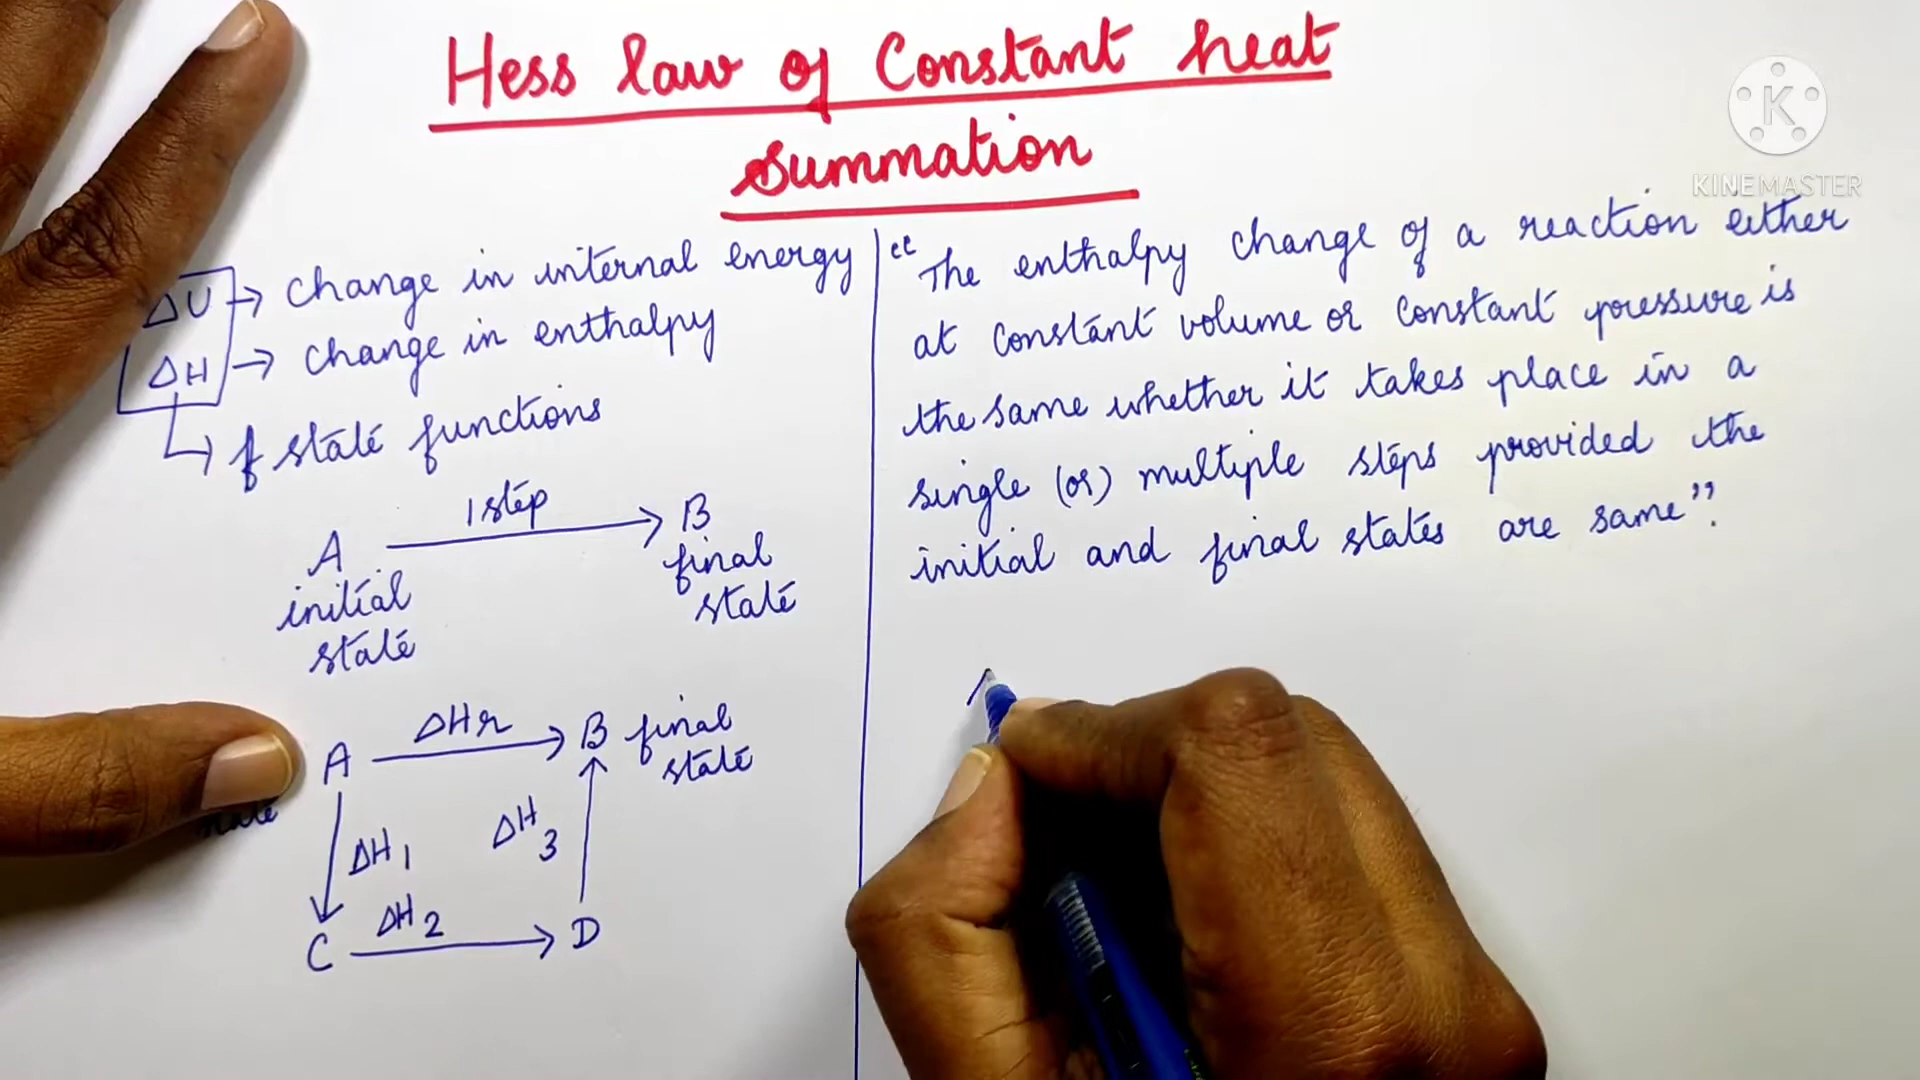 Hess law of Constant heat
summation
KINEMASTER
ΔU → change in internal energy
ΔH → change in enthalpy
↳ f state functions
A 1 step → B
initial state
final state
A ΔHr → B final state
ΔH1
ΔH3
C ΔH2 → D
"The enthalpy change of a reaction either
at constant volume or constant pressure is
the same whether it takes place in a
single (or) multiple steps provided the
initial and final states are same".